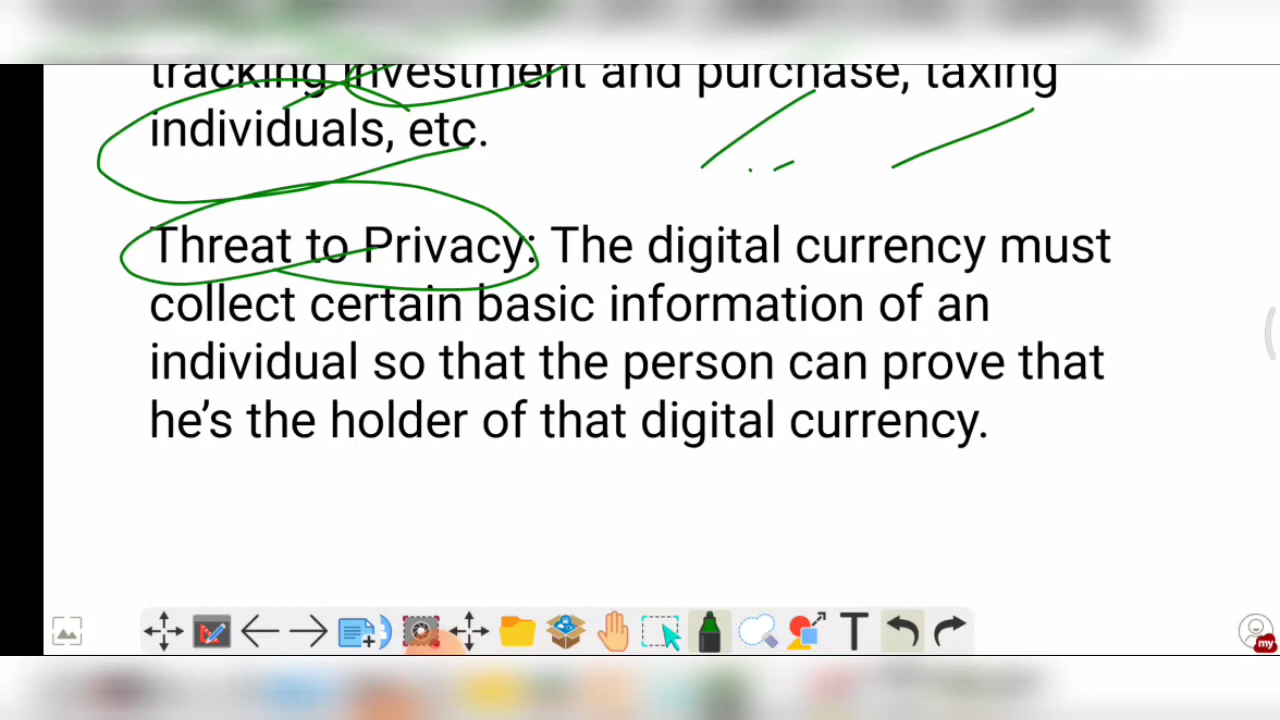 tracking investment and purchase, taxing
individuals, etc.
Threat to Privacy: The digital currency must
collect certain basic information of an
individual so that the person can prove that
he’s the holder of that digital currency.
T
my